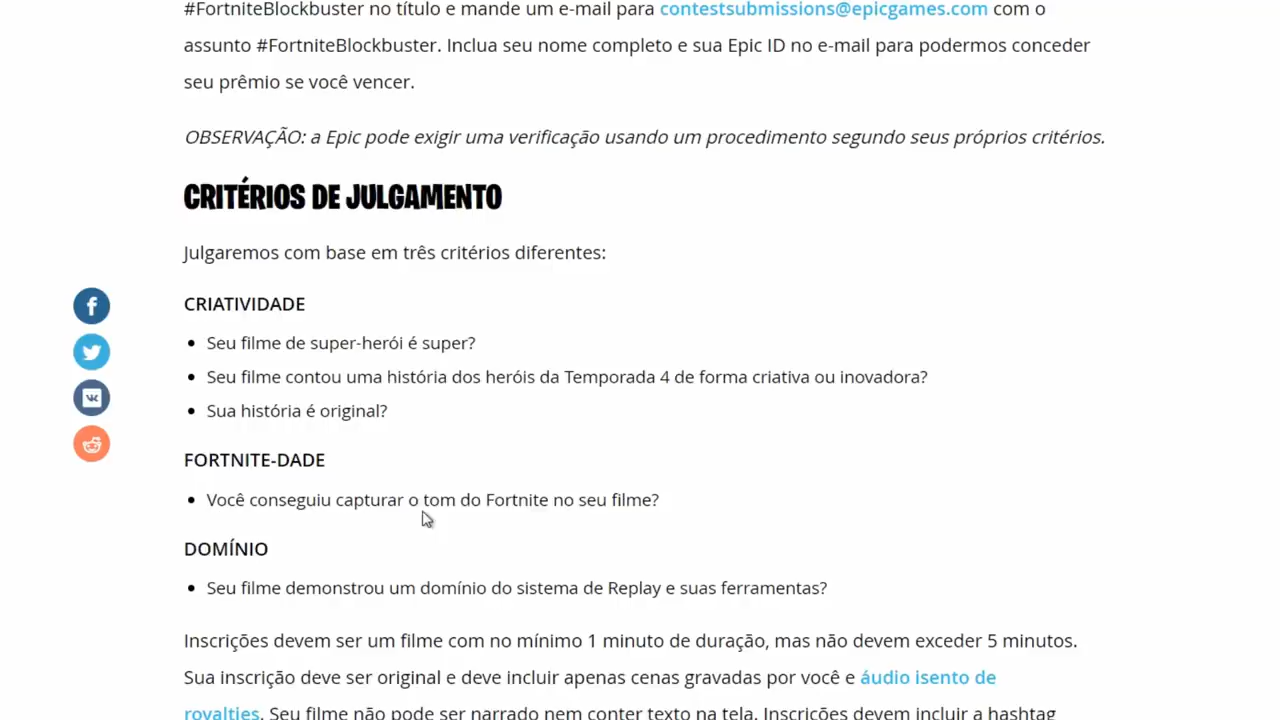 #FortniteBlockbuster no título e mande um e-mail para contestsubmissions@epicgames.com com o
assunto #FortniteBlockbuster. Inclua seu nome completo e sua Epic ID no e-mail para podermos conceder
seu prêmio se você vencer.
OBSERVAÇÃO: a Epic pode exigir uma verificação usando um procedimento segundo seus próprios critérios.
CRITÉRIOS DE JULGAMENTO
Julgaremos com base em três critérios diferentes:
CRIATIVIDADE
• Seu filme de super-herói é super?
• Seu filme contou uma história dos heróis da Temporada 4 de forma criativa ou inovadora?
• Sua história é original?
FORTNITE-DADE
• Você conseguiu capturar o tom do Fortnite no seu filme?
DOMÍNIO
• Seu filme demonstrou um domínio do sistema de Replay e suas ferramentas?
Inscrições devem ser um filme com no mínimo 1 minuto de duração, mas não devem exceder 5 minutos.
Sua inscrição deve ser original e deve incluir apenas cenas gravadas por você e áudio isento de
royalties. Seu filme não pode ser narrado nem conter texto na tela. Inscrições devem incluir a hashtag